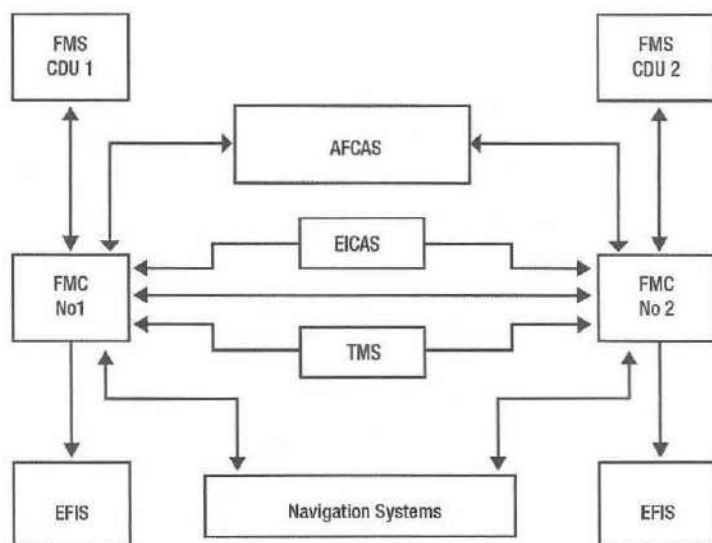 FMS
CDU 1
FMS
CDU 2
AFCAS
EICAS
FMC
No1
FMC
No 2
TMS
EFIS
Navigation Systems
EFIS